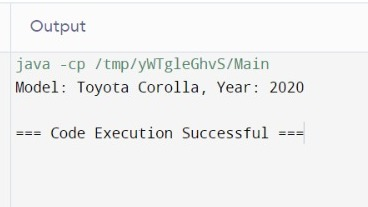 Output
java -cp /tmp/yWTgleGhvS/Main
Model: Toyota Corolla, Year: 2020
=== Code Execution Successful ===